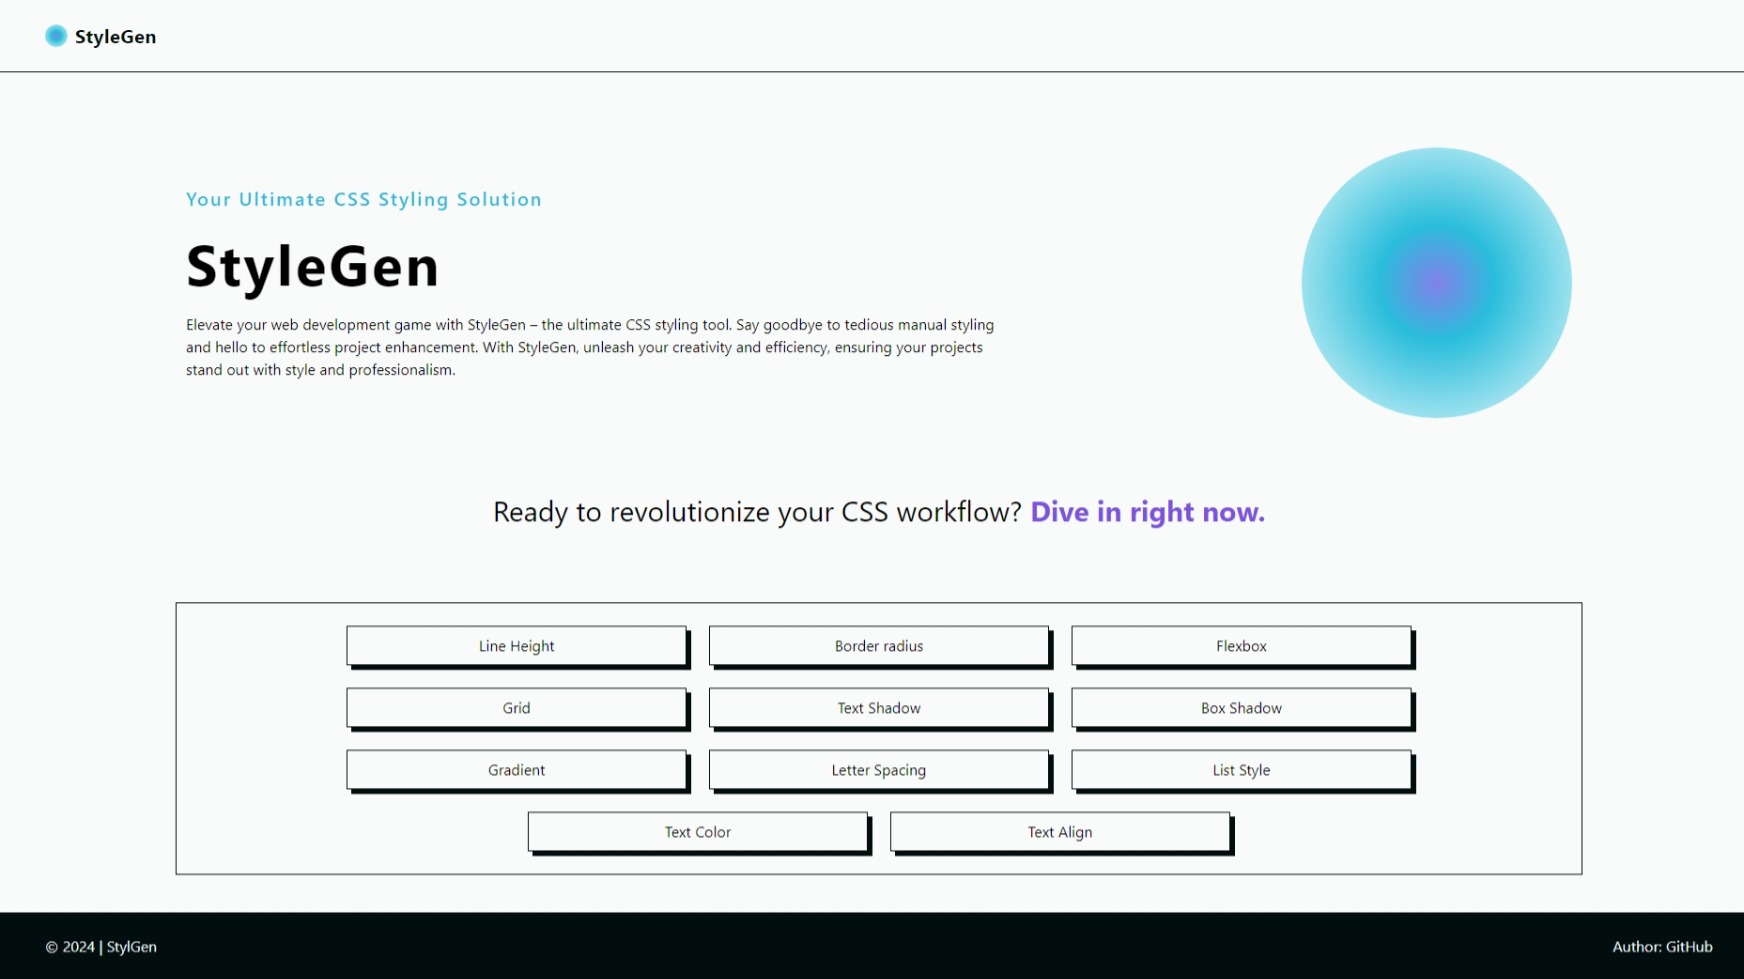 StyleGen
Your Ultimate CSS Styling Solution
StyleGen
Elevate your web development game with StyleGen – the ultimate CSS styling tool. Say goodbye to tedious manual styling
and hello to effortless project enhancement. With StyleGen, unleash your creativity and efficiency, ensuring your projects
stand out with style and professionalism.
Ready to revolutionize your CSS workflow? Dive in right now.
Line Height
Border radius
Flexbox
Grid
Text Shadow
Box Shadow
Gradient
Letter Spacing
List Style
Text Color
Text Align
© 2024 | StylGen
Author: GitHub